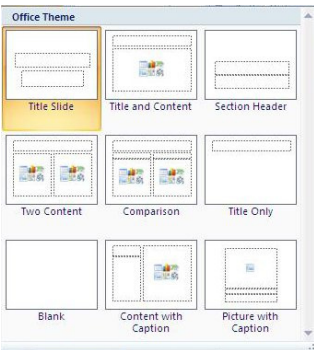 Office Theme
Title Slide
Title and Content
Section Header
Two Content
Comparison
Title Only
Blank
Content with
Caption
Picture with
Caption